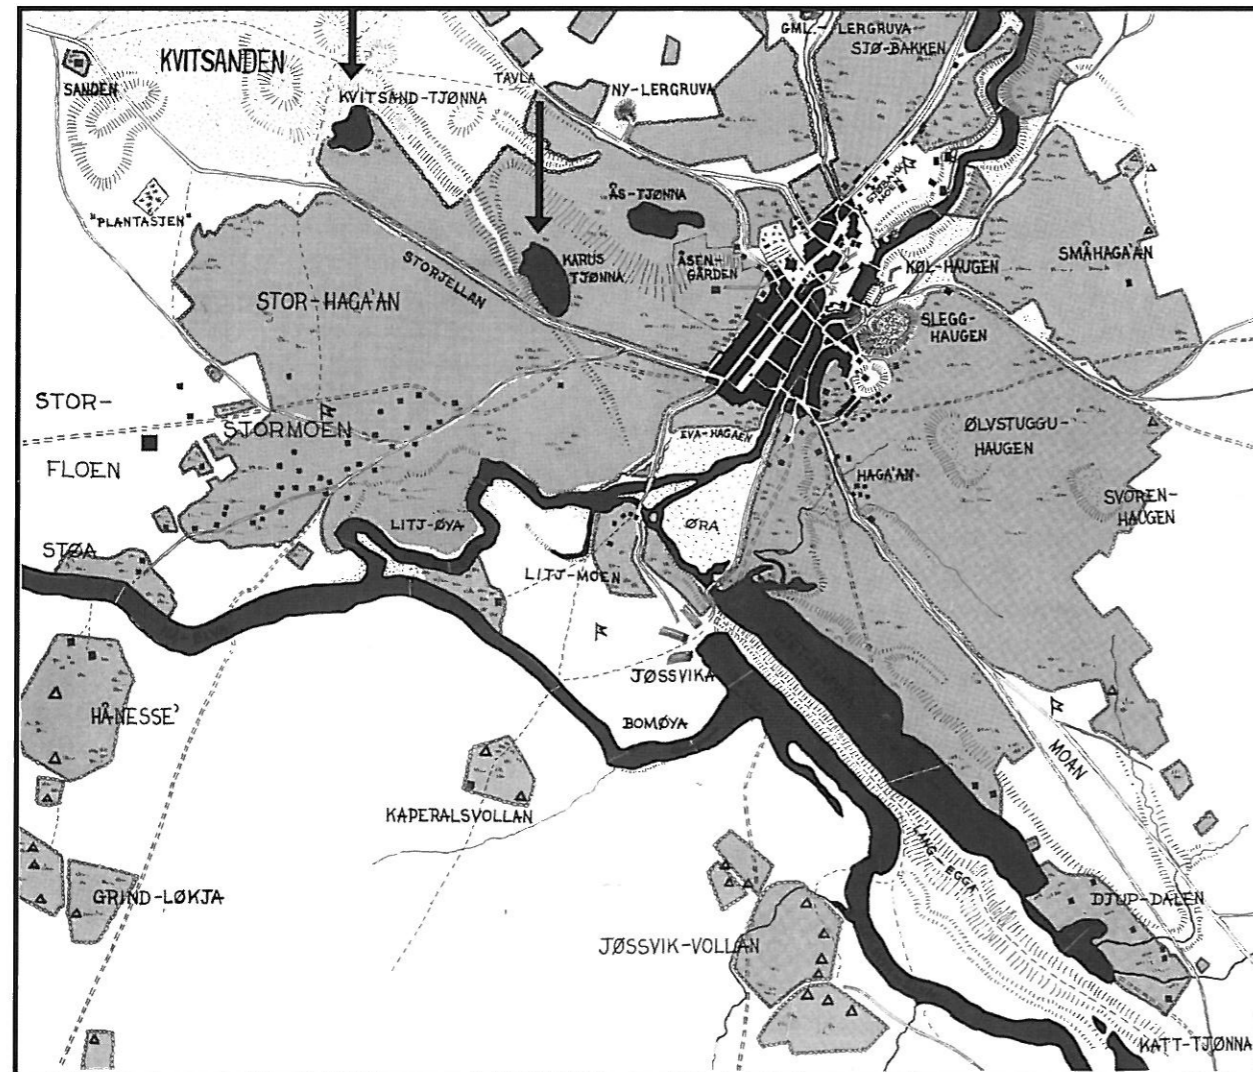 GML.- LERGRUVA
SJØ-BAKKEN
KVITSANDEN
SANDEN
TAVLA
KVITSAND-TJØNNA
NY-LERGRUVA
"PLANTASJEN"
ÅS-TJØNNA
KARUS
TJØNNA
ÅSEN-
GÅRDEN
KØL-HAUGEN
SMÅHAGA'AN
STORJELLAN
STOR-HAGA'AN
SLEGG-
HAUGEN
STOR-
FLOEN
STORMOEN
EVA-HAGAEN
ØLVSTUGGU-
HAUGEN
HAGA'AN
SVOREN-
HAUGEN
LITJ-ØYA
ØRA
STØA
LITJ-MOEN
JØSSVIKA
HÅNESSE'
BOMØYA
MOAN
KAPERALSVOLLAN
LANG-EGGA
GRIND-LØKJA
DJUP-DALEN
JØSSVIK-VOLLAN
KATT-TJØNNA